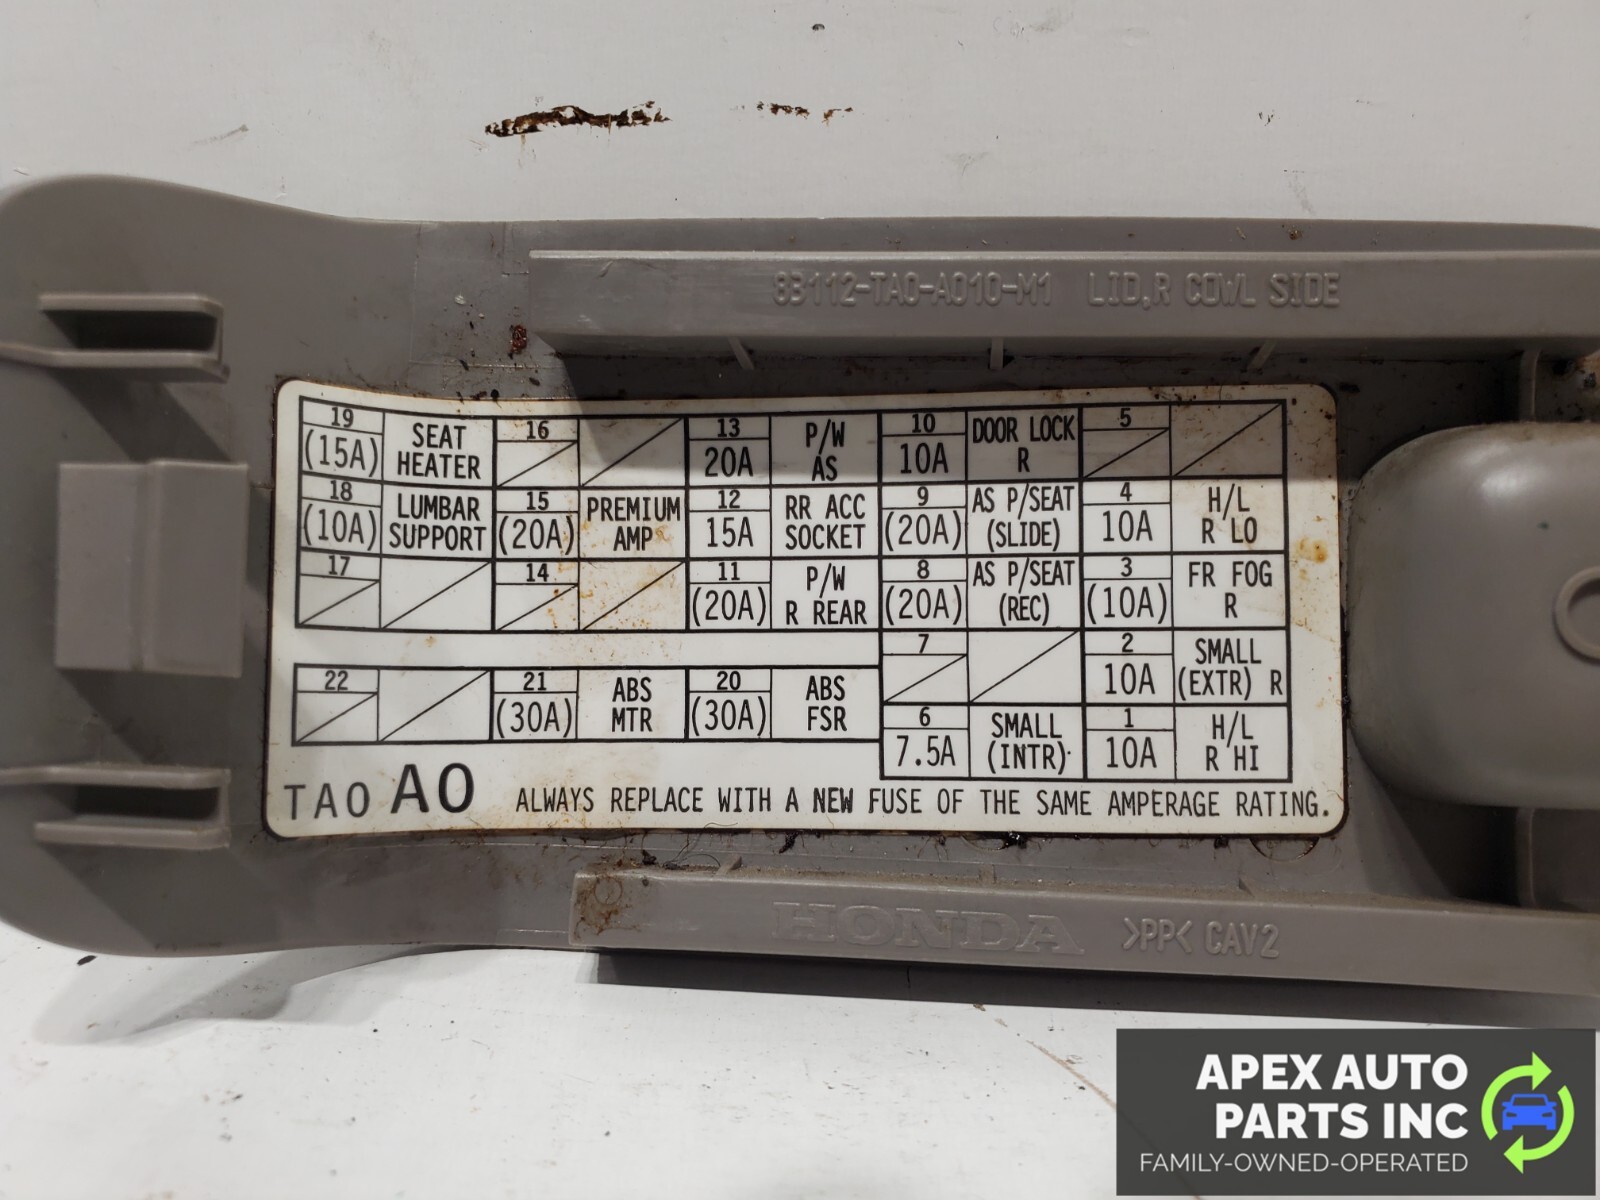 83112-TA0-A010-M1 LID,R COWL SIDE
19 SEAT HEATER 16 13 P/W AS 10 DOOR LOCK R 5
(15A) 20A 10A
18 LUMBAR SUPPORT 15 PREMIUM AMP 12 RR ACC SOCKET 9 AS P/SEAT (SLIDE) 4 H/L R LO
(10A) (20A) 15A (20A) 10A
17 14 11 P/W R REAR 8 AS P/SEAT (REC) 3 FR FOG R
(20A) (20A) (10A)
7 2 SMALL (EXTR) R
10A
22 21 ABS MTR 20 ABS FSR
(30A) (30A)
6 SMALL (INTR) 1 H/L R HI
7.5A 10A
TA0 A0 ALWAYS REPLACE WITH A NEW FUSE OF THE SAME AMPERAGE RATING.
HONDA >PP< CAV2
APEX AUTO
PARTS INC
FAMILY-OWNED-OPERATED